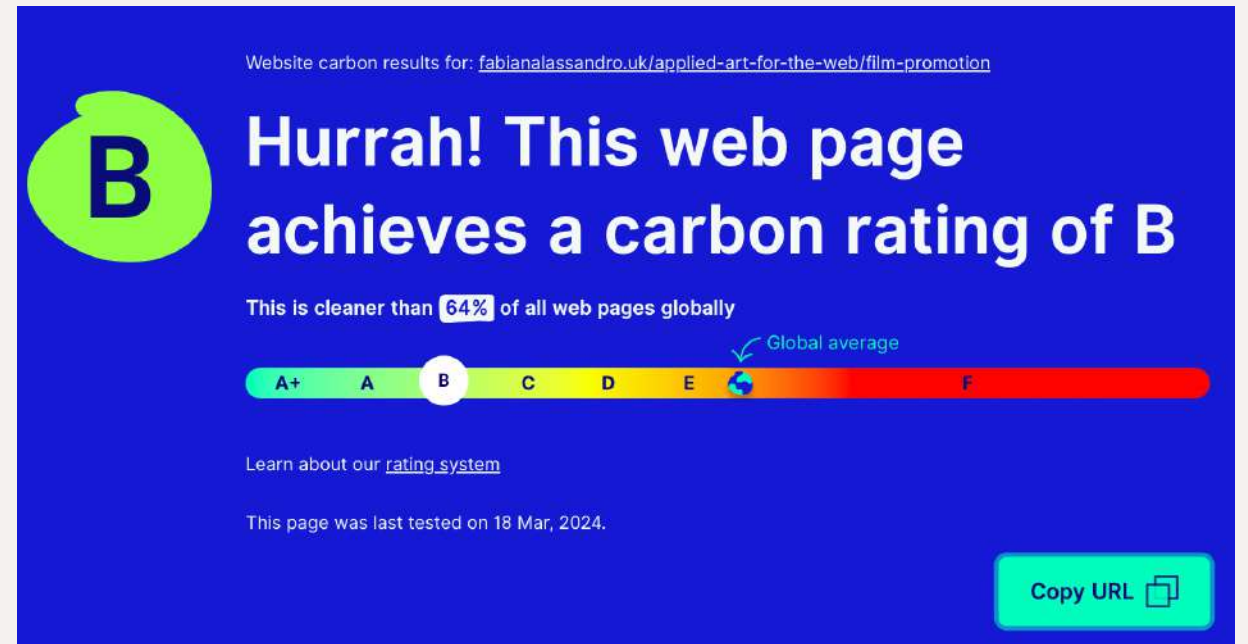 Website carbon results for: fabianalassandro.uk/applied-art-for-the-web/film-promotion
B
Hurrah! This web page
achieves a carbon rating of B
This is cleaner than 64% of all web pages globally
Global average
A+ A B C D E F
Learn about our rating system
This page was last tested on 18 Mar, 2024.
Copy URL